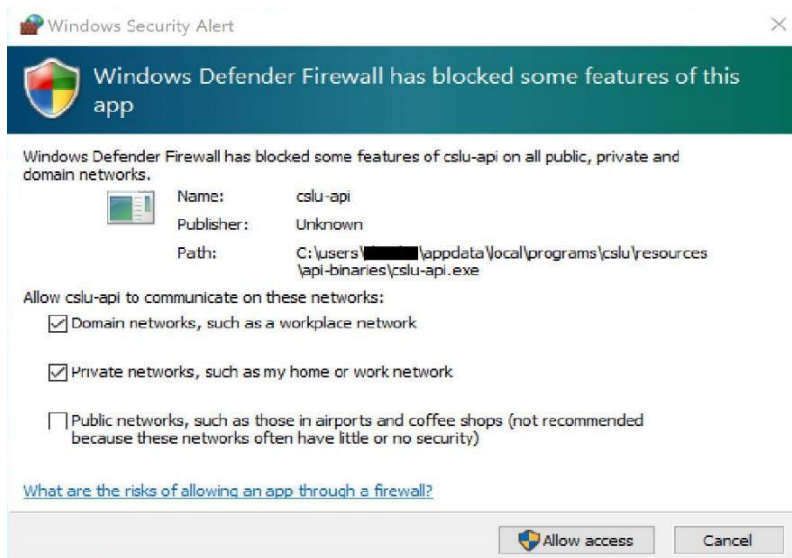 Windows Security Alert
Windows Defender Firewall has blocked some features of this
app
Windows Defender Firewall has blocked some features of cslu-api on all public, private and
domain networks.
Name: cslu-api
Publisher: Unknown
Path: C:\users\ \appdata\local\programs\cslu\resources
\api-binaries\cslu-api.exe
Allow cslu-api to communicate on these networks:
Domain networks, such as a workplace network
Private networks, such as my home or work network
Public networks, such as those in airports and coffee shops (not recommended
because these networks often have little or no security)
What are the risks of allowing an app through a firewall?
Allow access Cancel